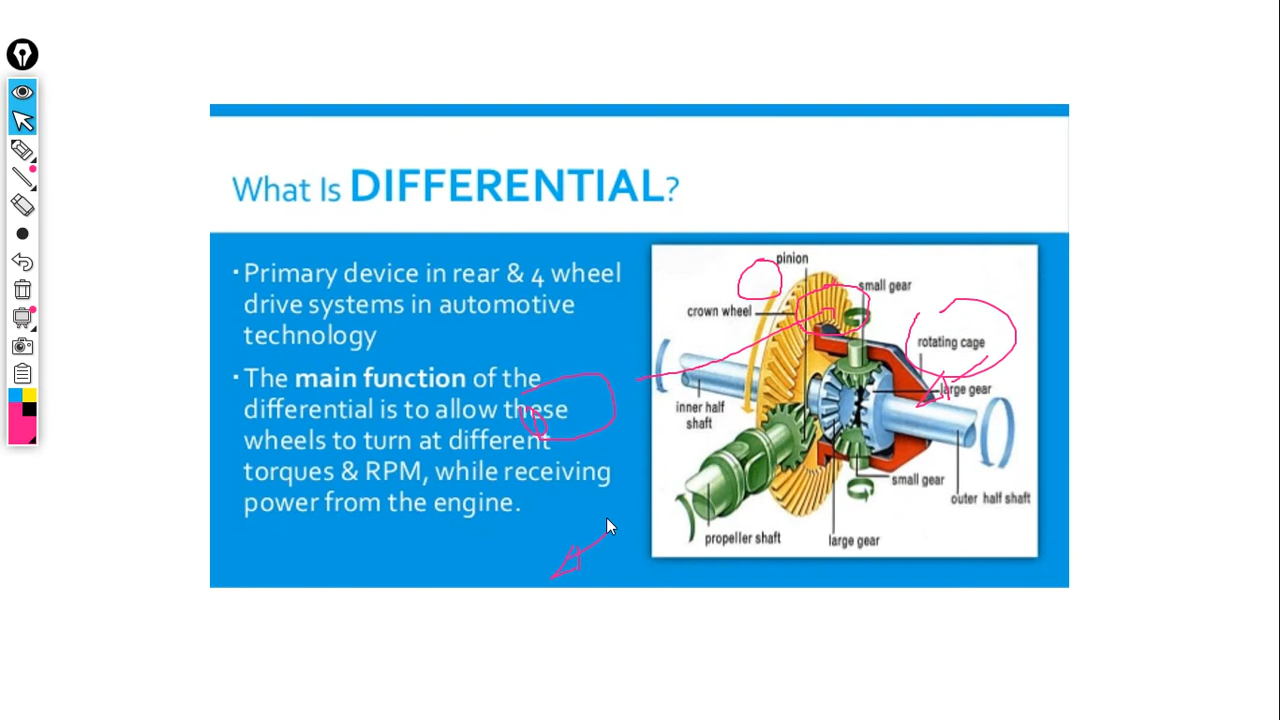 What Is DIFFERENTIAL?
▪ Primary device in rear & 4 wheel
drive systems in automotive
technology
▪ The main function of the
differential is to allow these
wheels to turn at different
torques & RPM, while receiving
power from the engine.
pinion
small gear
crown wheel
rotating cage
large gear
inner half
shaft
small gear
outer half shaft
propeller shaft
large gear